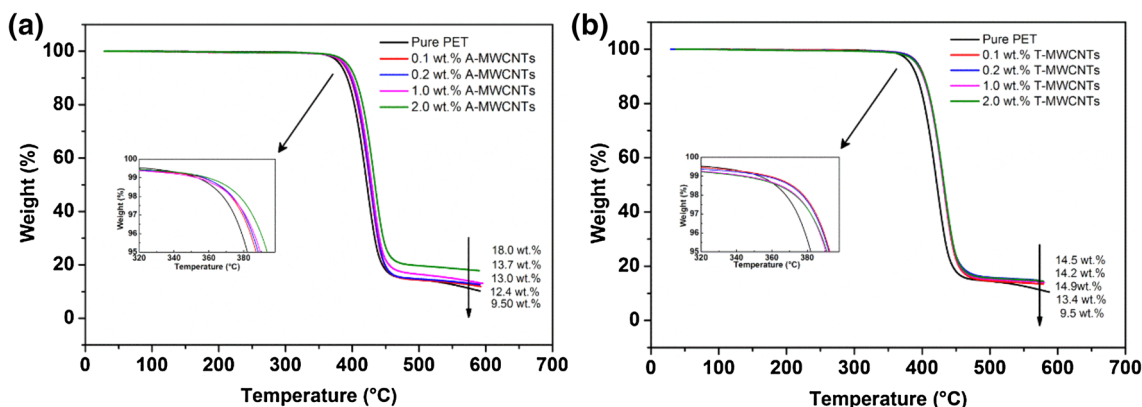 (a)
Weight (%)
100
80
60
40
20
0
Pure PET
0.1 wt.% A-MWCNTs
0.2 wt.% A-MWCNTs
1.0 wt.% A-MWCNTs
2.0 wt.% A-MWCNTs
Weight (%)
100
99
98
97
96
95
320 340 360 380
Temperature (°C)
18.0 wt.%
13.7 wt.%
13.0 wt.%
12.4 wt.%
9.50 wt.%
0 100 200 300 400 500 600 700
Temperature (°C)
(b)
Weight (%)
100
80
60
40
20
0
Pure PET
0.1 wt.% T-MWCNTs
0.2 wt.% T-MWCNTs
1.0 wt.% T-MWCNTs
2.0 wt.% T-MWCNTs
Weight (%)
100
99
98
97
96
95
320 340 360 380
Temperature (°C)
14.5 wt.%
14.2 wt.%
14.9wt.%
13.4 wt.%
9.5 wt.%
0 100 200 300 400 500 600 700
Temperature (°C)